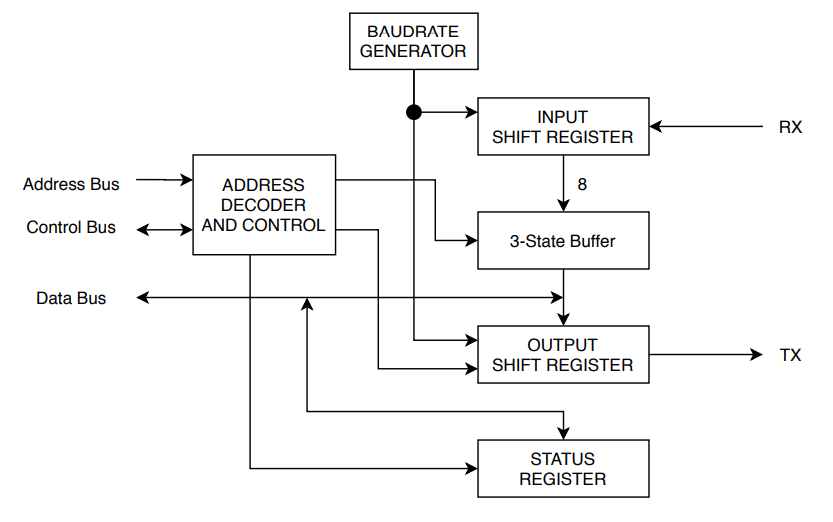 BAUDRATE
GENERATOR
INPUT
SHIFT REGISTER
RX
8
Address Bus
ADDRESS
DECODER
AND CONTROL
Control Bus
3-State Buffer
Data Bus
OUTPUT
SHIFT REGISTER
TX
STATUS
REGISTER